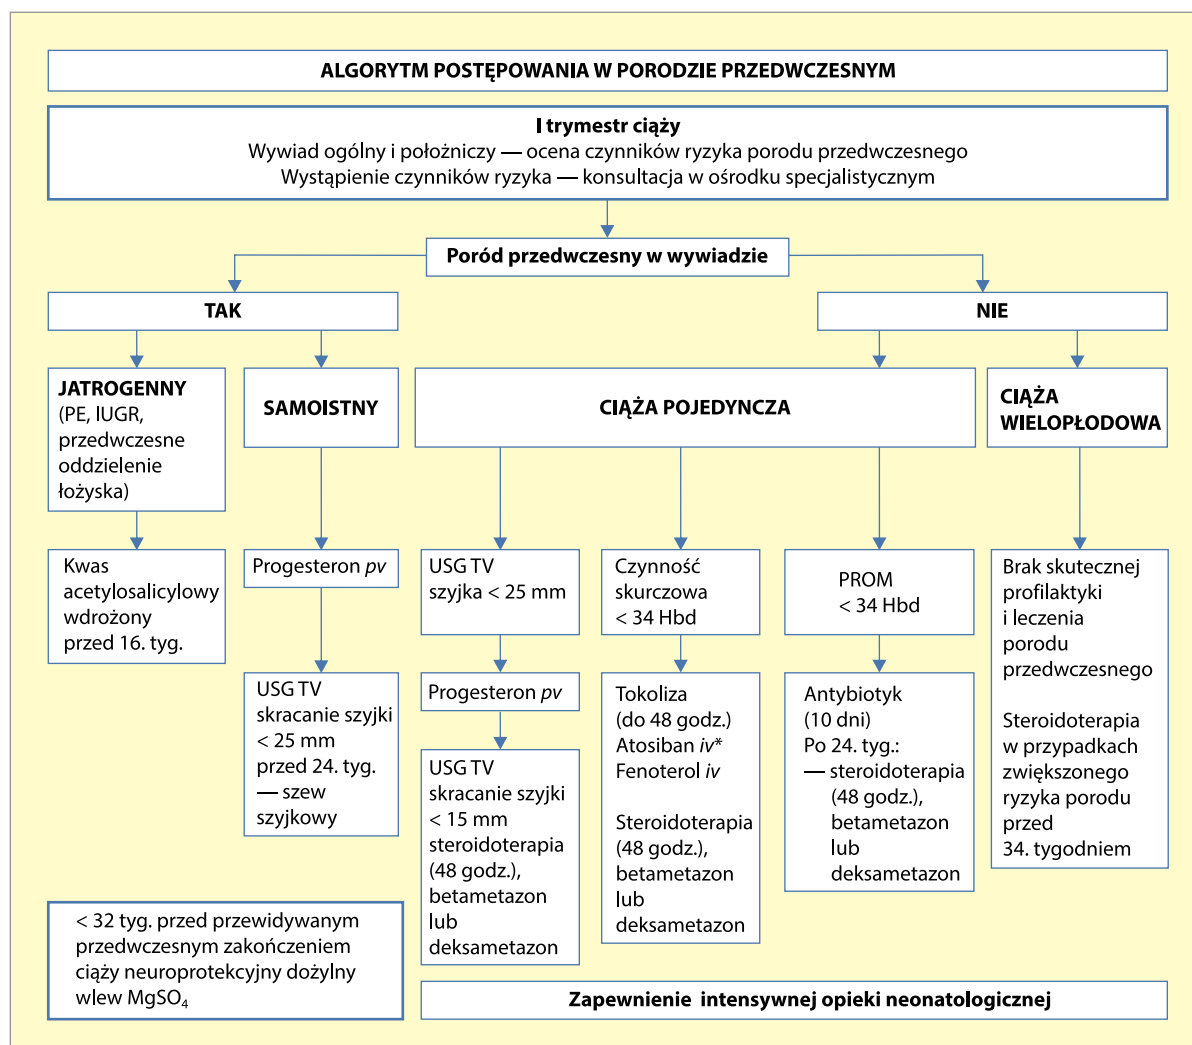 ALGORYTM POSTĘPOWANIA W PORODZIE PRZEDWCZESNYM
I trymestr ciąży
Wywiad ogólny i położniczy — ocena czynników ryzyka porodu przedwczesnego
Wystąpienie czynników ryzyka — konsultacja w ośrodku specjalistycznym
Poród przedwczesny w wywiadzie
TAK
NIE
JATROGENNY
(PE, IUGR,
przedwczesne
oddzielenie
łożyska)
SAMOISTNY
CIĄŻA POJEDYNCZA
CIĄŻA
WIELOPŁODOWA
Kwas
acetylosalicylowy
wdrożony
przed 16. tyg.
Progesteron pv
USG TV
skracanie szyjki
< 25 mm
przed 24. tyg.
— szew
szyjkowy
USG TV
szyjka < 25 mm
Progesteron pv
USG TV
skracanie szyjki
< 15 mm
steroidoterapia
(48 godz.),
betametazon
lub
deksametazon
Czynność
skurczowa
< 34 Hbd
Tokoliza
(do 48 godz.)
Atosiban iv*
Fenoterol iv
Steroidoterapia
(48 godz.),
betametazon
lub
deksametazon
PROM
< 34 Hbd
Antybiotyk
(10 dni)
Po 24. tyg.:
— steroidoterapia
(48 godz.),
betametazon
lub
deksametazon
Brak skutecznej
profilaktyki
i leczenia
porodu
przedwczesnego
Steroidoterapia
w przypadkach
zwiększonego
ryzyka porodu
przed
34. tygodniem
< 32 tyg. przed przewidywanym
przedwczesnym zakończeniem
ciąży neuroprotekcyjny dożylny
wlew MgSO₄
Zapewnienie intensywnej opieki neonatologicznej